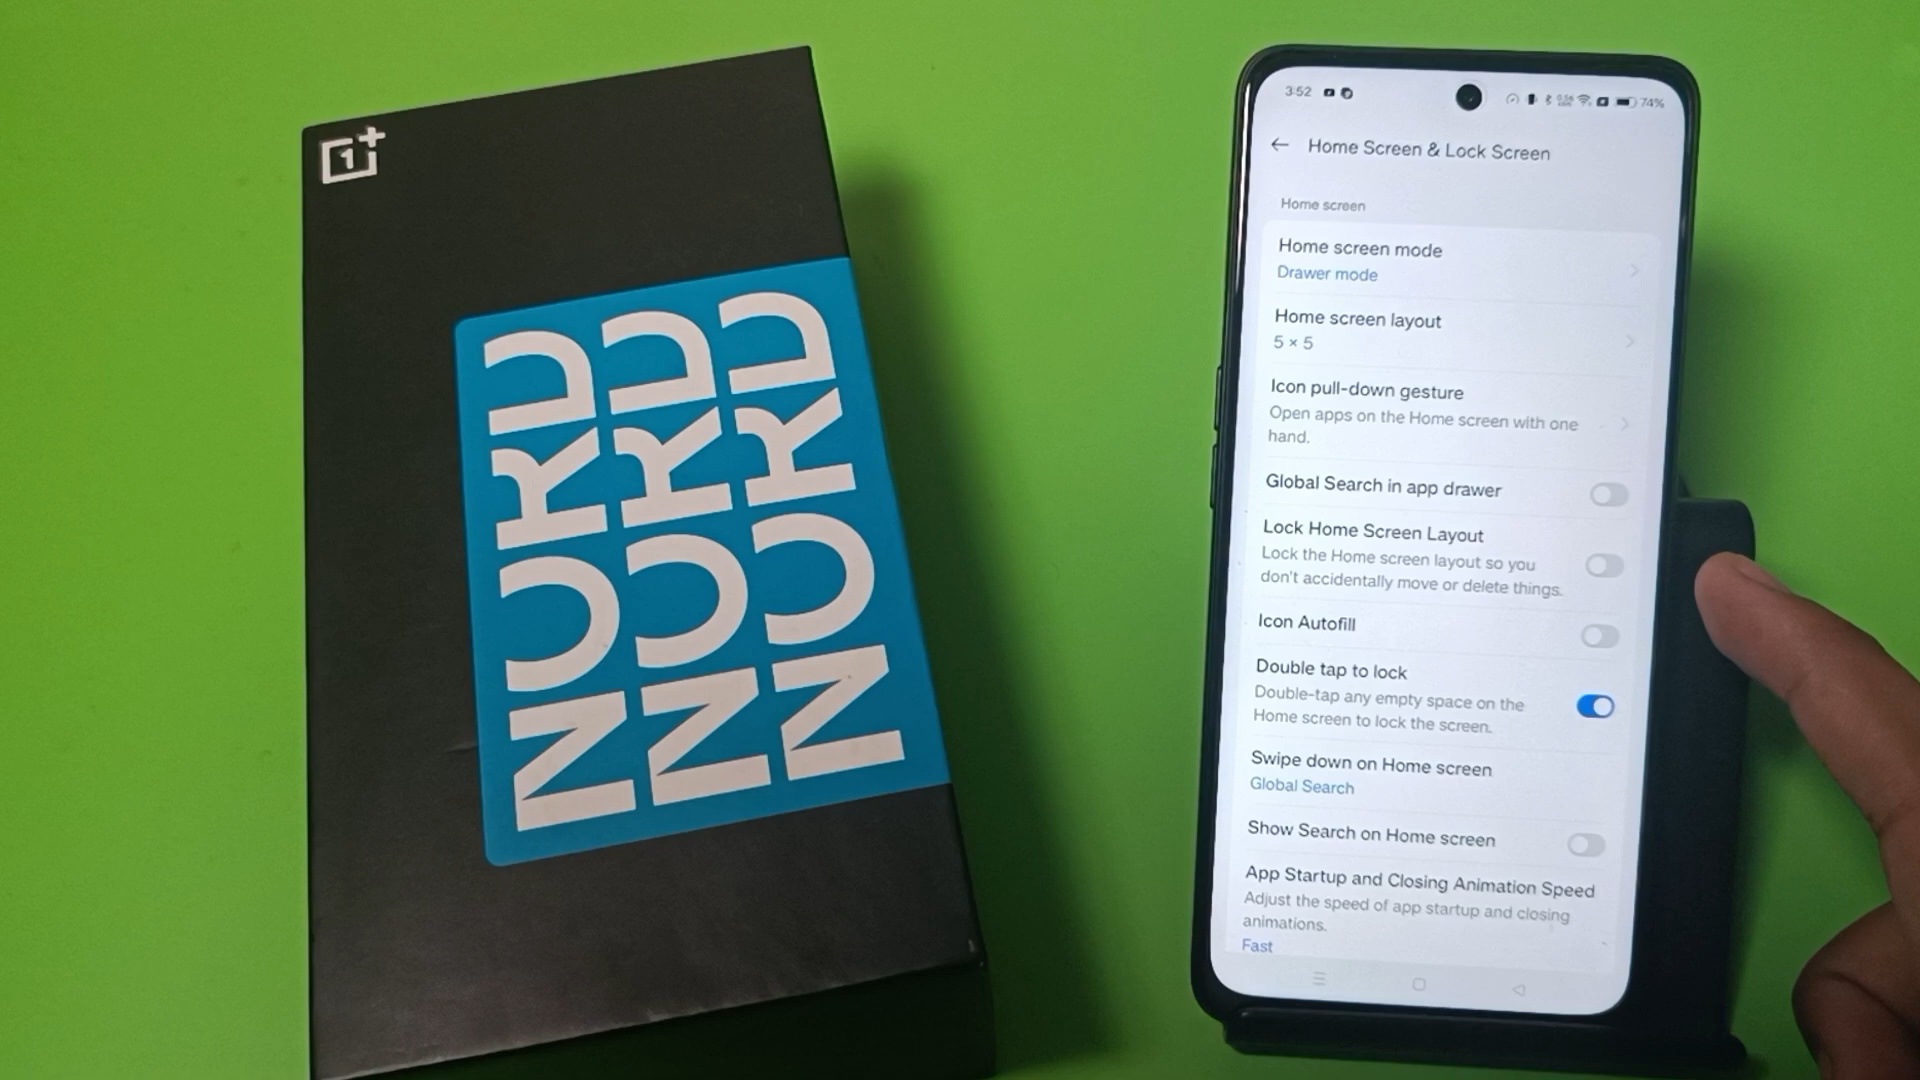 NORD
NORD
NORD
3:52
74%
Home Screen & Lock Screen
Home screen
Home screen mode
Drawer mode
Home screen layout
5 × 5
Icon pull-down gesture
Open apps on the Home screen with one
hand.
Global Search in app drawer
Lock Home Screen Layout
Lock the Home screen layout so you
don't accidentally move or delete things.
Icon Autofill
Double tap to lock
Double-tap any empty space on the
Home screen to lock the screen.
Swipe down on Home screen
Global Search
Show Search on Home screen
App Startup and Closing Animation Speed
Adjust the speed of app startup and closing
animations.
Fast